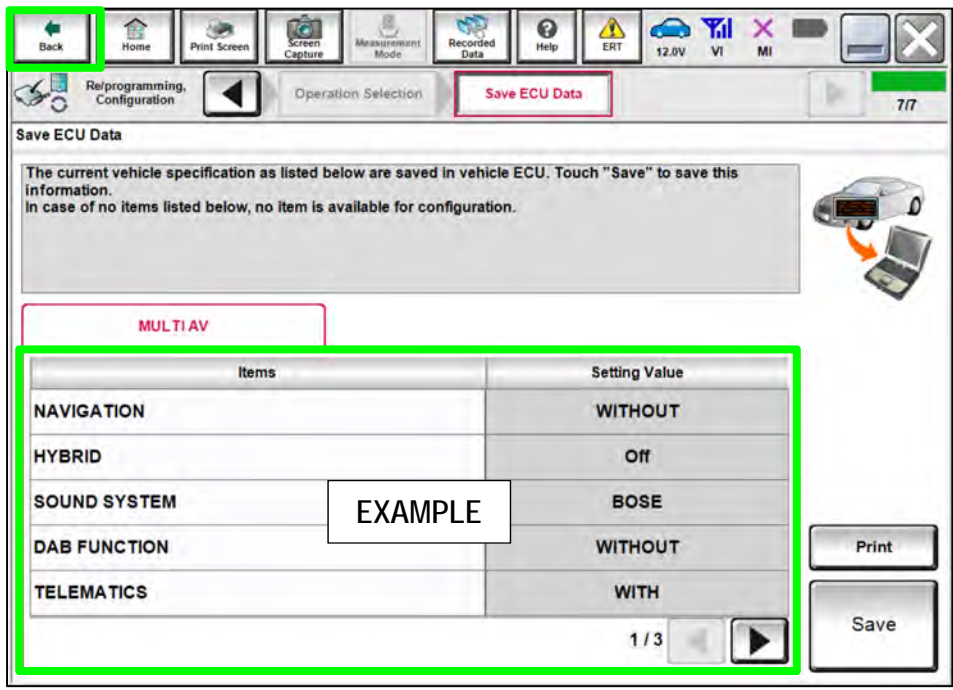 Back
Home
Print Screen
Screen
Capture
Measurement
Mode
Recorded
Data
Help
ERT
12.0V
VI
MI
Re/programming,
Configuration
Operation Selection
Save ECU Data
7/7
Save ECU Data
The current vehicle specification as listed below are saved in vehicle ECU. Touch "Save" to save this
information.
In case of no items listed below, no item is available for configuration.
MULTI AV
Items
Setting Value
NAVIGATION
WITHOUT
HYBRID
Off
SOUND SYSTEM
BOSE
EXAMPLE
DAB FUNCTION
WITHOUT
TELEMATICS
WITH
1 / 3
Print
Save